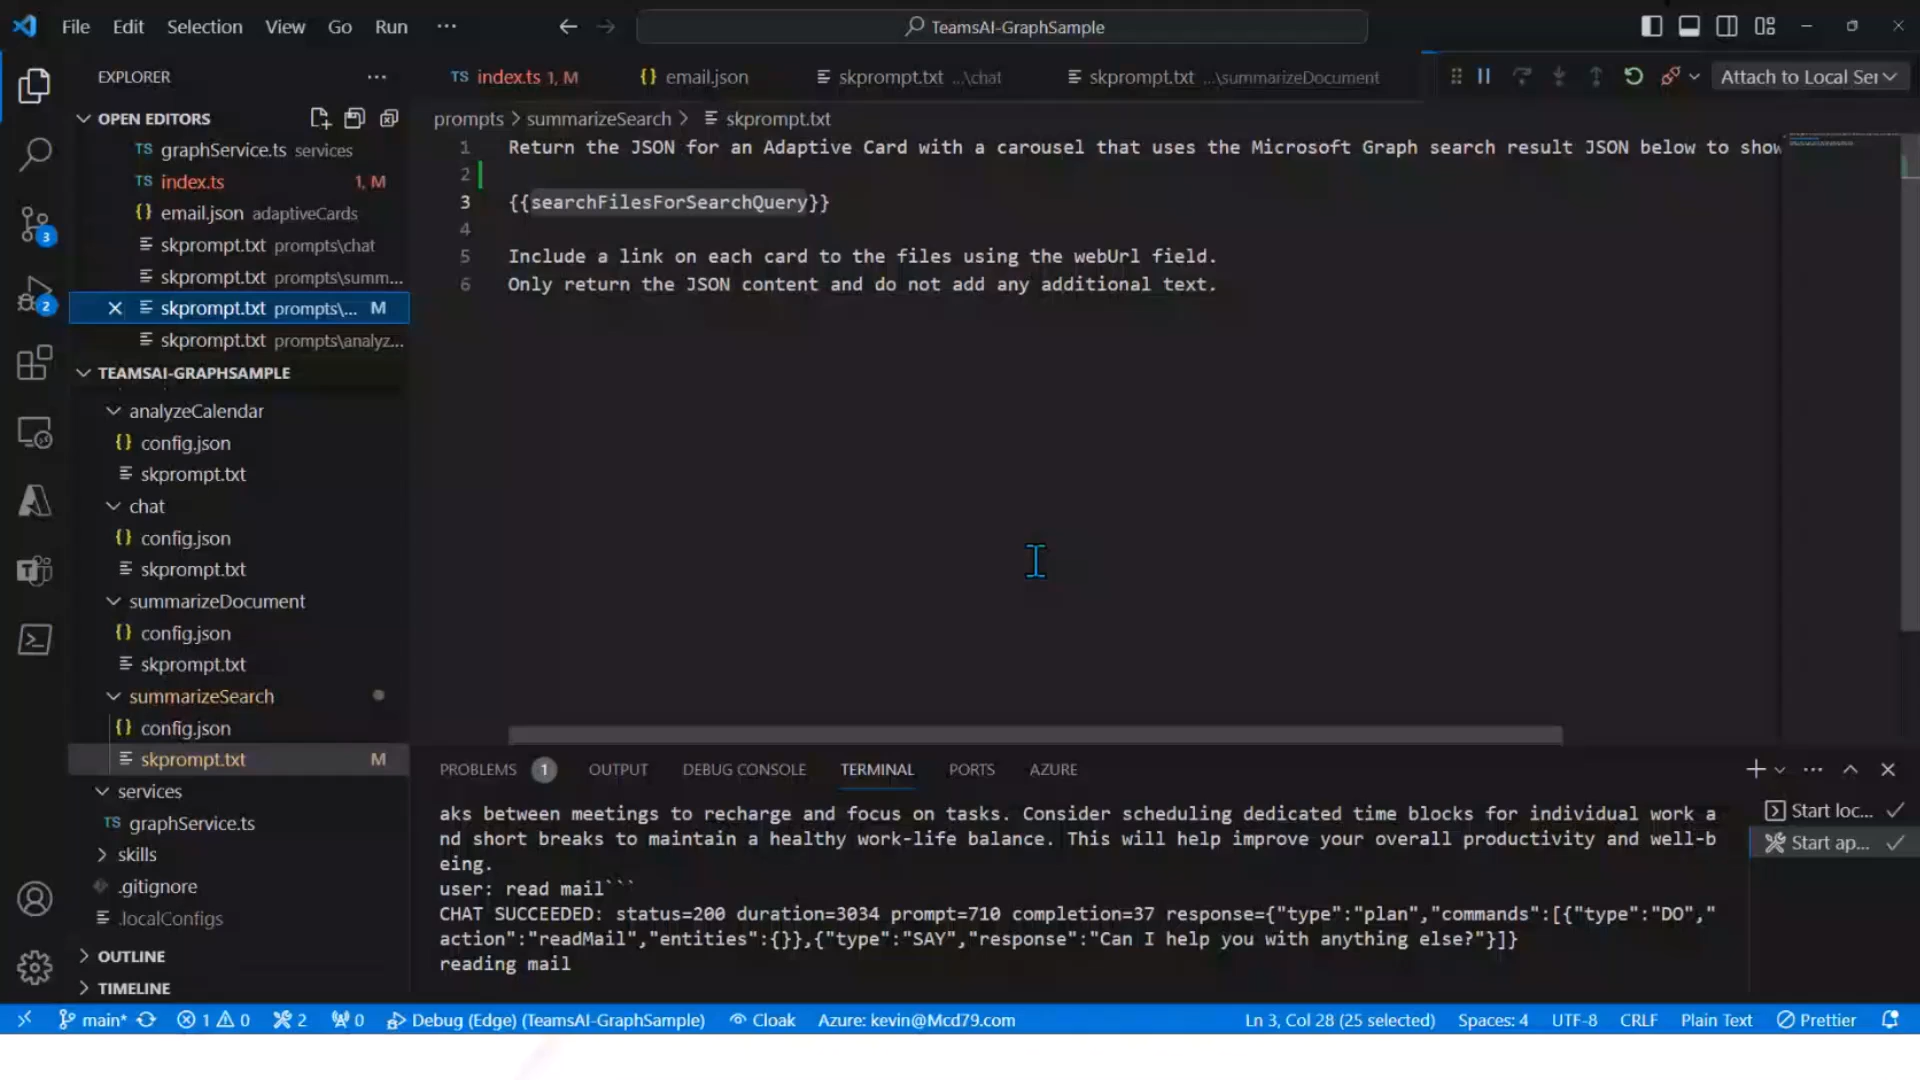 File Edit Selection View Go Run ··· TeamsAI-GraphSample
EXPLORER ···
OPEN EDITORS
TS graphService.ts services
TS index.ts 1, M
{} email.json adaptiveCards
skprompt.txt prompts\chat
skprompt.txt prompts\summ...
skprompt.txt prompts\... M
skprompt.txt prompts\analyz...
TEAMSAI-GRAPHSAMPLE
analyzeCalendar
{} config.json
skprompt.txt
chat
{} config.json
skprompt.txt
summarizeDocument
{} config.json
skprompt.txt
summarizeSearch
{} config.json
skprompt.txt M
services
TS graphService.ts
skills
.gitignore
.localConfigs
OUTLINE
TIMELINE
3
2
TS index.ts 1, M {} email.json skprompt.txt ...\chat skprompt.txt ...\summarizeDocument Attach to Local Ser
prompts > summarizeSearch > skprompt.txt
1 Return the JSON for an Adaptive Card with a carousel that uses the Microsoft Graph search result JSON below to show
2
3 {{searchFilesForSearchQuery}}
4
5 Include a link on each card to the files using the webUrl field.
6 Only return the JSON content and do not add any additional text.
PROBLEMS 1 OUTPUT DEBUG CONSOLE TERMINAL PORTS AZURE
aks between meetings to recharge and focus on tasks. Consider scheduling dedicated time blocks for individual work a
nd short breaks to maintain a healthy work-life balance. This will help improve your overall productivity and well-b
eing.
user: read mail```
CHAT SUCCEEDED: status=200 duration=3034 prompt=710 completion=37 response={"type":"plan","commands":[{"type":"DO","
action":"readMail","entities":{}},{"type":"SAY","response":"Can I help you with anything else?"}]}
reading mail
Start loc...
Start ap...
main* 1 0 2 0 Debug (Edge) (TeamsAI-GraphSample) Cloak Azure: kevin@Mcd79.com Ln 3, Col 28 (25 selected) Spaces: 4 UTF-8 CRLF Plain Text Prettier